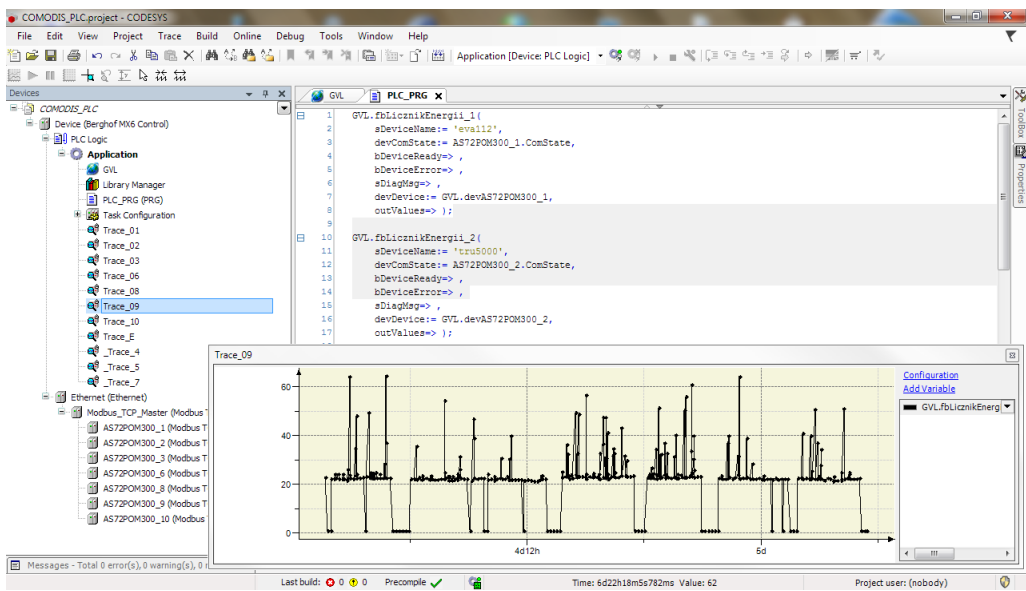 COMODIS_PLC.project - CODESYS
File Edit View Project Trace Build Online Debug Tools Window Help
Application [Device: PLC Logic]
Devices
COMODIS_PLC
Device (Berghof MX6 Control)
PLC Logic
Application
GVL
Library Manager
PLC_PRG (PRG)
Task Configuration
Trace_01
Trace_02
Trace_03
Trace_06
Trace_08
Trace_09
Trace_10
Trace_E
_Trace_4
_Trace_5
_Trace_7
Ethernet (Ethernet)
Modbus_TCP_Master (Modbus
AS72POM300_1 (Modbus T
AS72POM300_2 (Modbus T
AS72POM300_3 (Modbus T
AS72POM300_6 (Modbus T
AS72POM300_8 (Modbus T
AS72POM300_9 (Modbus T
AS72POM300_10 (Modbus
GVL PLC_PRG X
1 GVL.fbLicznikEnergii_1(
2 sDeviceName:= 'eval12',
3 devComState:= AS72POM300_1.ComState,
4 bDeviceReady=> ,
5 bDeviceError=> ,
6 sDiagMsg=> ,
7 devDevice:= GVL.devAS72POM300_1,
8 outValues=> );
9
10 GVL.fbLicznikEnergii_2(
11 sDeviceName:= 'tru5000',
12 devComState:= AS72POM300_2.ComState,
13 bDeviceReady=> ,
14 bDeviceError=> ,
15 sDiagMsg=> ,
16 devDevice:= GVL.devAS72POM300_2,
17 outValues=> );
ToolBox
Properties
Trace_09
60
40
20
0
4d12h 5d
Configuration
Add Variable
GVL.fbLicznikEnerg
Messages - Total 0 error(s), 0 warning(s), 0
Last build: 0 0 Precompile Time: 6d22h18m5s782ms Value: 62 Project user: (nobody)